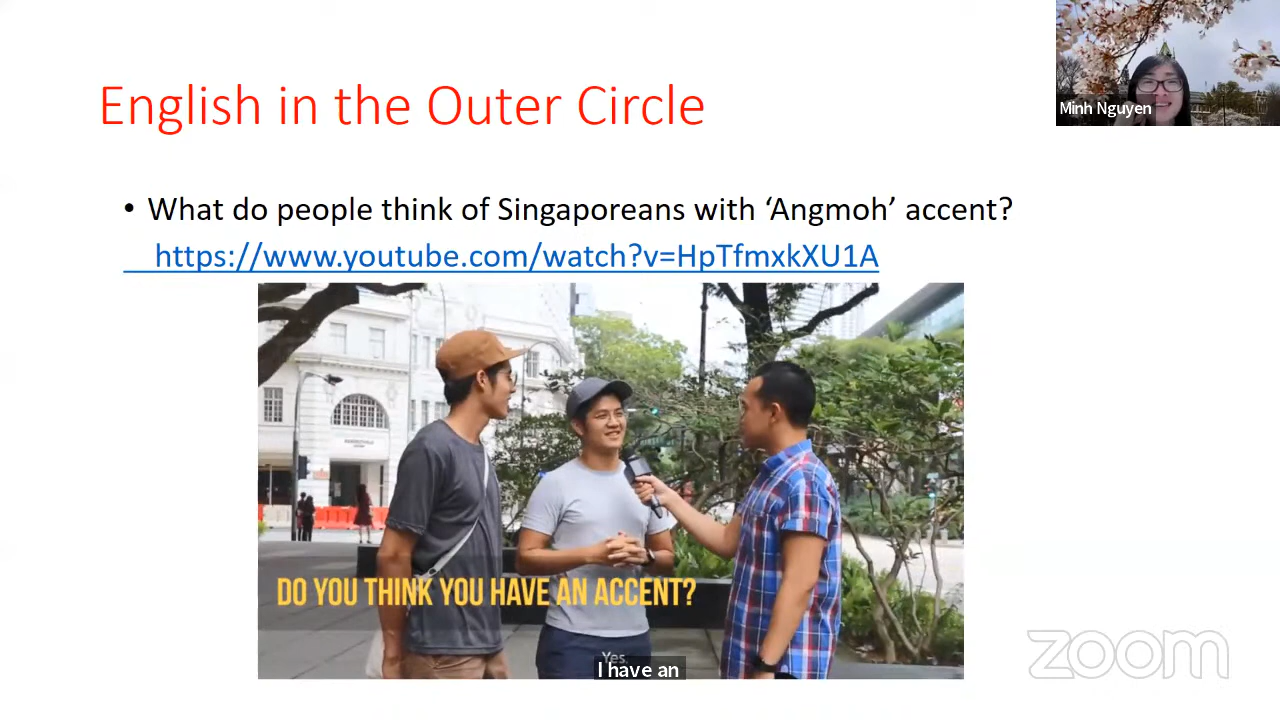 English in the Outer Circle
Minh Nguyen
• What do people think of Singaporeans with ‘Angmoh’ accent?
https://www.youtube.com/watch?v=HpTfmxkXU1A
DO YOU THINK YOU HAVE AN ACCENT?
Yes.
I have an
zoom